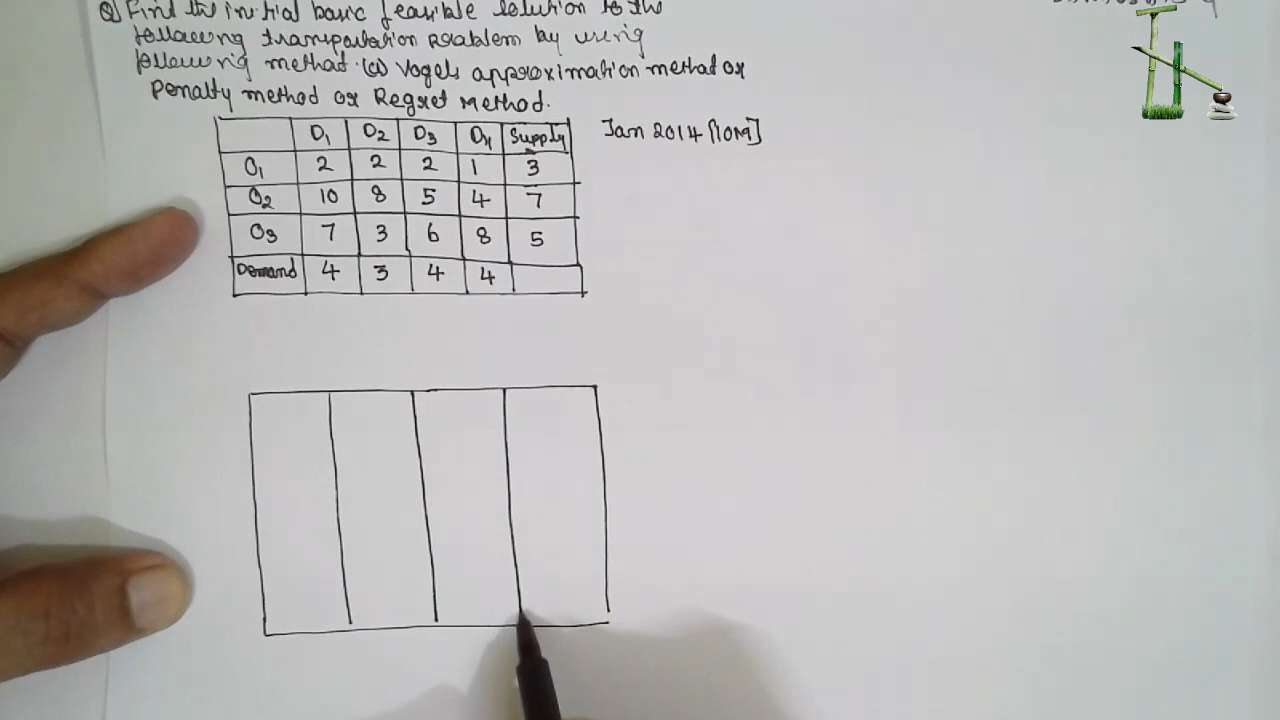 Q) Find the initial basic feasible solution to the
following transportation problem by using
following method. (a) Vogels approximation method or
Penalty method or Regret Method.
Jan 2014 [10M]
D1 D2 D3 D4 Supply
O1 2 2 2 1 3
O2 10 8 5 4 7
O3 7 3 6 8 5
Demand 4 3 4 4